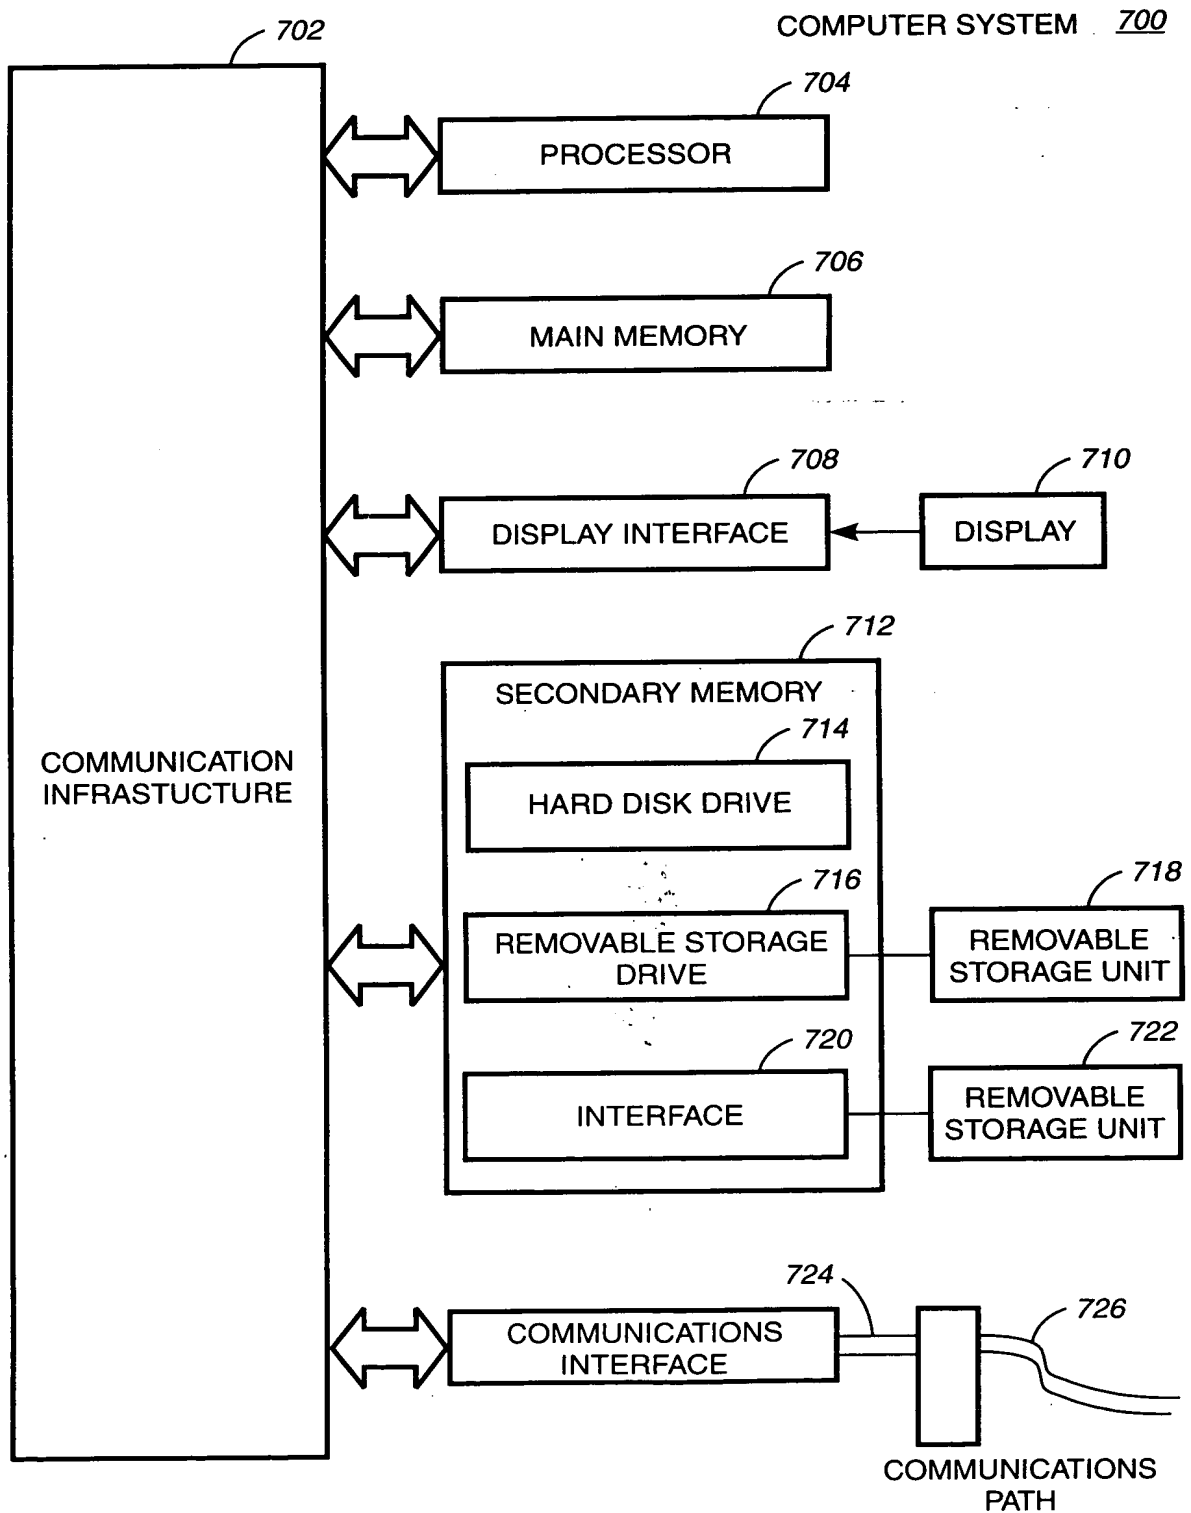 COMPUTER SYSTEM 700
702
704
PROCESSOR
706
MAIN MEMORY
708
DISPLAY INTERFACE
710
DISPLAY
712
SECONDARY MEMORY
714
HARD DISK DRIVE
716
REMOVABLE STORAGE
DRIVE
718
REMOVABLE
STORAGE UNIT
720
INTERFACE
722
REMOVABLE
STORAGE UNIT
COMMUNICATION
INFRASTUCTURE
724
COMMUNICATIONS
INTERFACE
726
COMMUNICATIONS
PATH